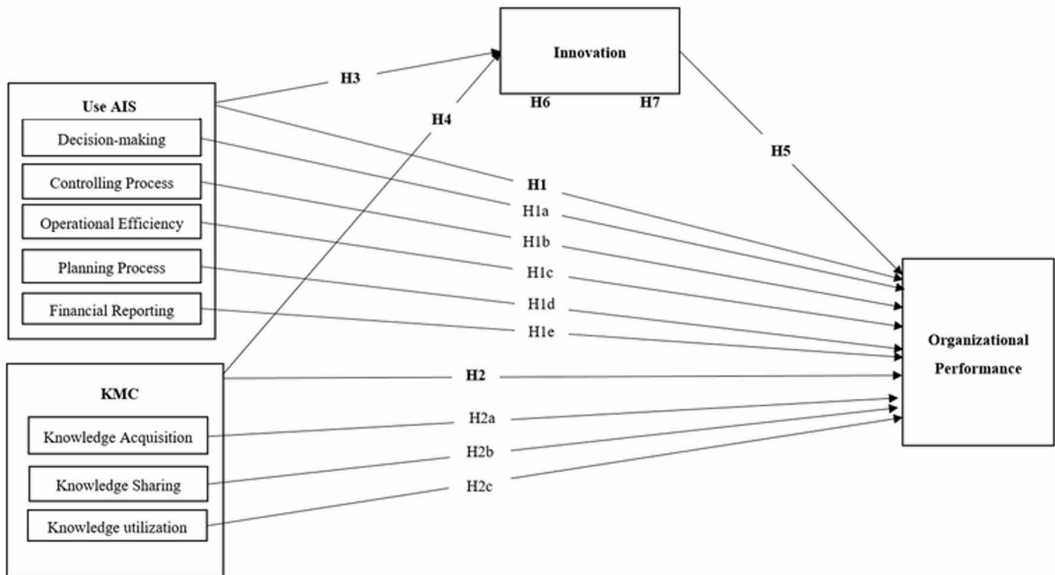 Innovation
H6 H7
H3
H4
H5
Use AIS
Decision-making
Controlling Process
Operational Efficiency
Planning Process
Financial Reporting
H1
H1a
H1b
H1c
H1d
H1e
Organizational
Performance
KMC
Knowledge Acquisition
Knowledge Sharing
Knowledge utilization
H2
H2a
H2b
H2c